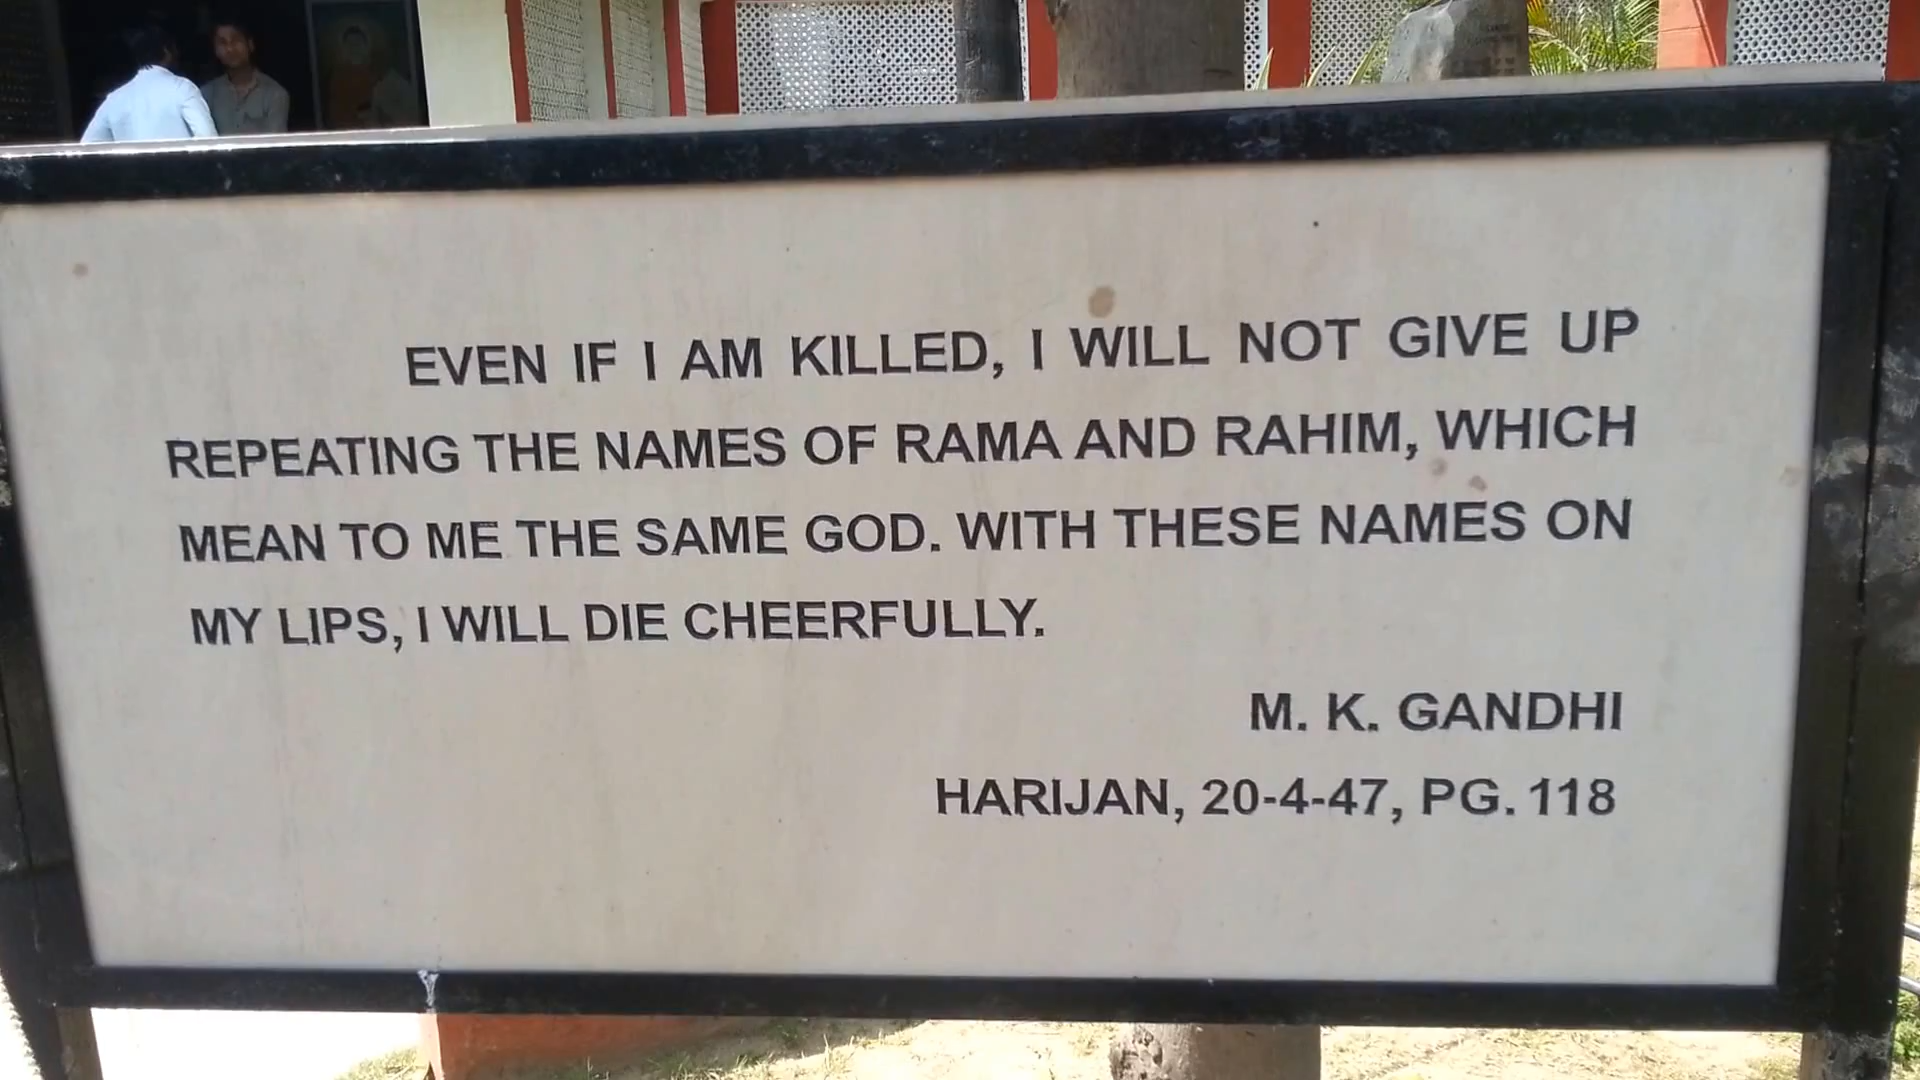 EVEN IF I AM KILLED, I WILL NOT GIVE UP
REPEATING THE NAMES OF RAMA AND RAHIM, WHICH
MEAN TO ME THE SAME GOD. WITH THESE NAMES ON
MY LIPS, I WILL DIE CHEERFULLY.
M. K. GANDHI
HARIJAN, 20-4-47, PG. 118